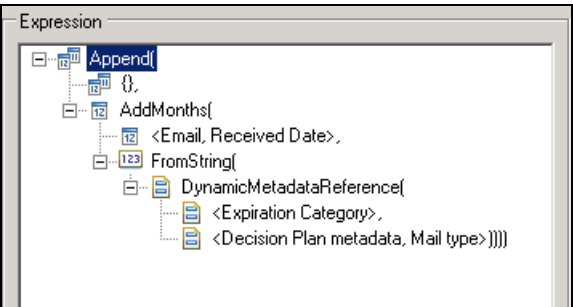 Expression
Append(
{},
AddMonths(
<Email, Received Date>,
FromString(
DynamicMetadataReference(
<Expiration Category>,
<Decision Plan metadata, Mail type>))))